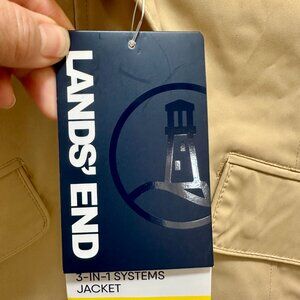 LANDS' END
3-IN-1 SYSTEMS
JACKET